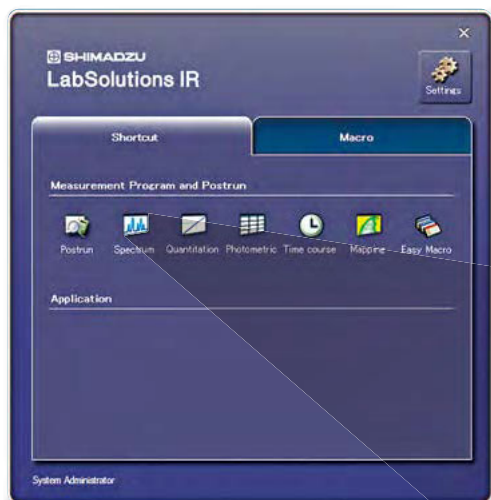 SHIMADZU
LabSolutions IR
Settings
Shortcut
Macro
Measurement Program and Postrun
Postrun
Spectrum
Quantitation
Photometric
Time course
Mapping
Easy Macro
Application
System Administrator